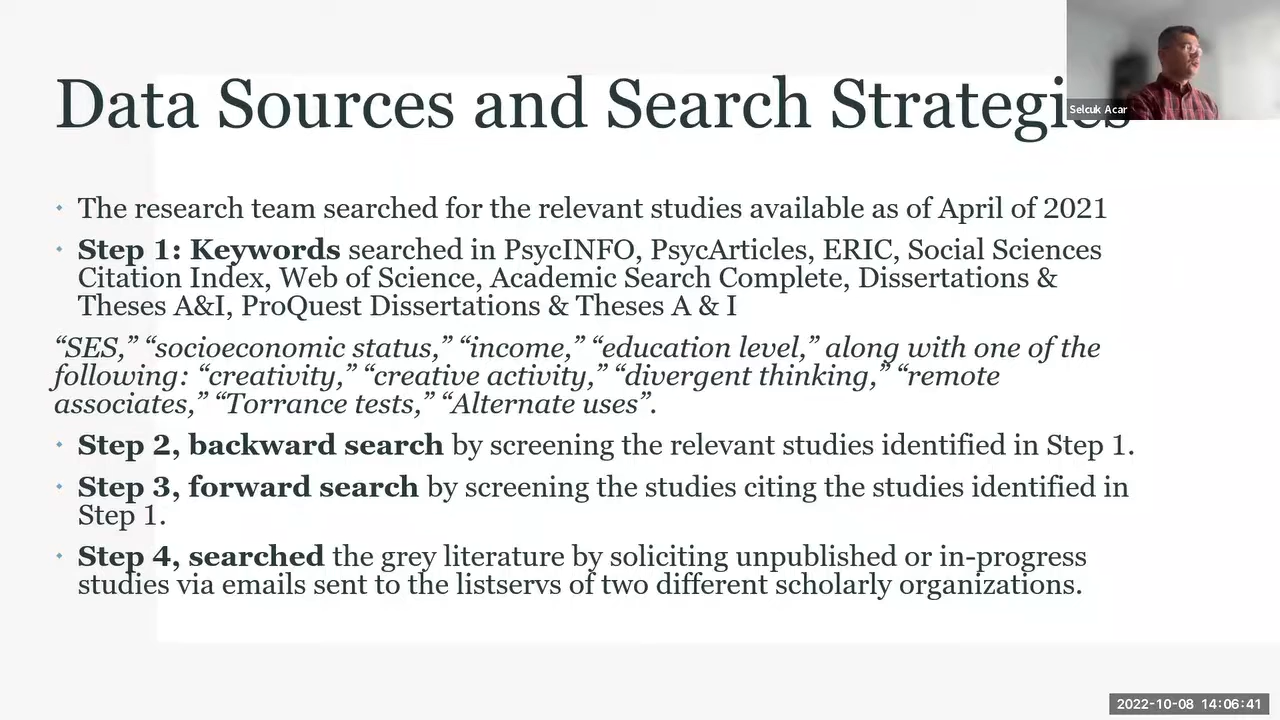 Data Sources and Search Strategies
Selcuk Acar
The research team searched for the relevant studies available as of April of 2021
Step 1: Keywords searched in PsycINFO, PsycArticles, ERIC, Social Sciences
Citation Index, Web of Science, Academic Search Complete, Dissertations &
Theses A&I, ProQuest Dissertations & Theses A & I
“SES,” “socioeconomic status,” “income,” “education level,” along with one of the
following: “creativity,” “creative activity,” “divergent thinking,” “remote
associates,” “Torrance tests,” “Alternate uses”.
Step 2, backward search by screening the relevant studies identified in Step 1.
Step 3, forward search by screening the studies citing the studies identified in
Step 1.
Step 4, searched the grey literature by soliciting unpublished or in-progress
studies via emails sent to the listservs of two different scholarly organizations.
2022-10-08 14:06:41